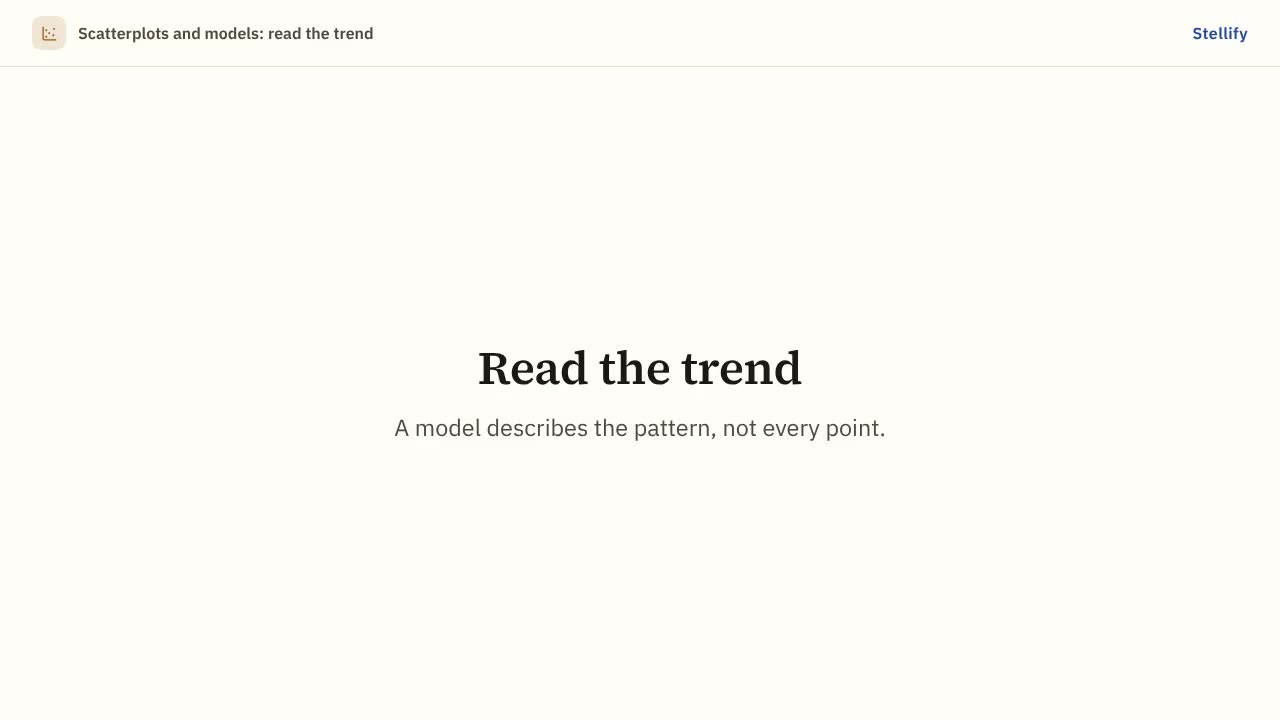 Scatterplots and models: read the trend
Stellify
Read the trend
A model describes the pattern, not every point.